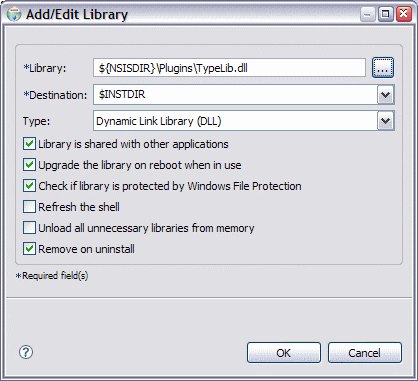 Add/Edit Library
*Library: ${NSISDIR}\Plugins\TypeLib.dll ...
*Destination: $INSTDIR
Type: Dynamic Link Library (DLL)
Library is shared with other applications
Upgrade the library on reboot when in use
Check if library is protected by Windows File Protection
Refresh the shell
Unload all unnecessary libraries from memory
Remove on uninstall
*Required field(s)
? OK Cancel